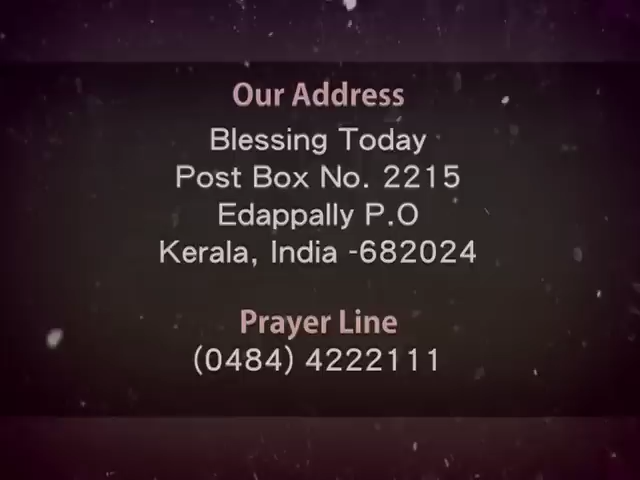 Our Address
Blessing Today
Post Box No. 2215
Edappally P.O
Kerala, India -682024
Prayer Line
(0484) 4222111